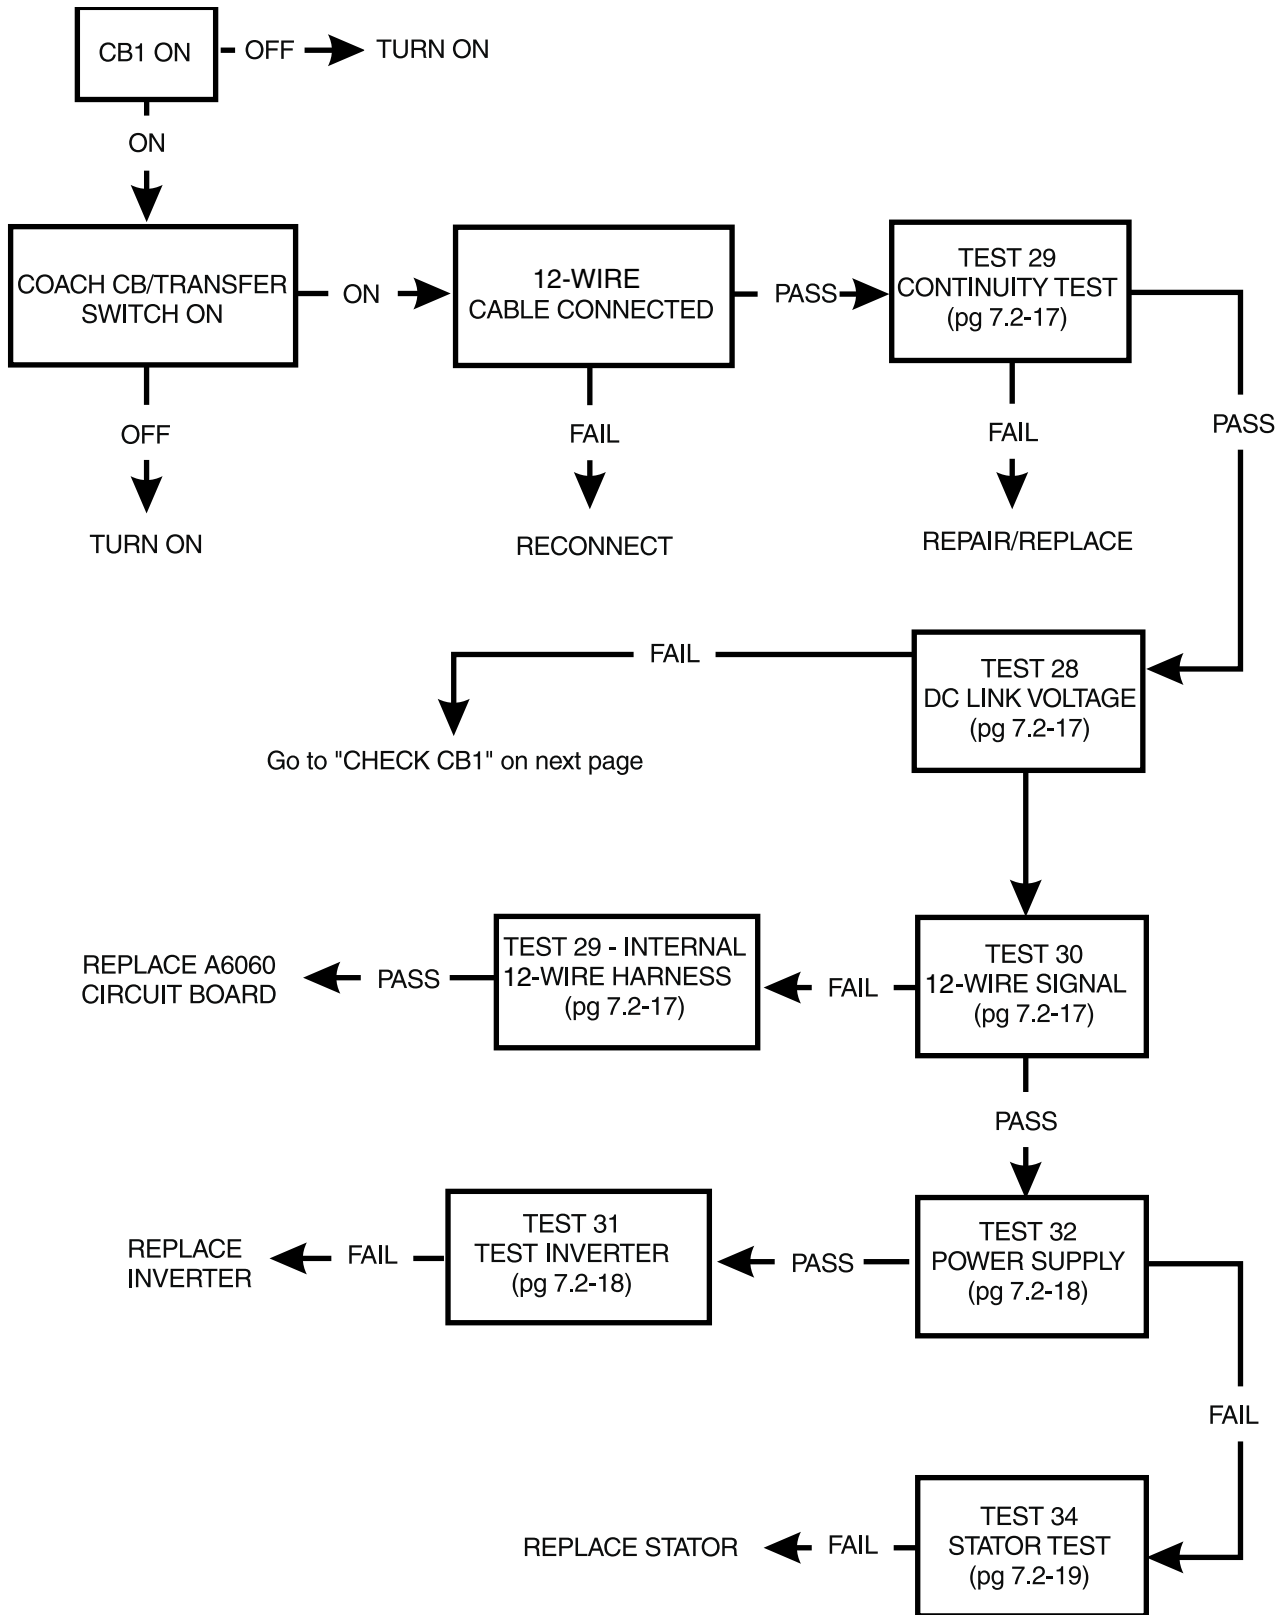 CB1 ON
OFF
TURN ON
ON
COACH CB/TRANSFER
SWITCH ON
ON
12-WIRE
CABLE CONNECTED
PASS
TEST 29
CONTINUITY TEST
(pg 7.2-17)
OFF
FAIL
FAIL
PASS
TURN ON
RECONNECT
REPAIR/REPLACE
FAIL
TEST 28
DC LINK VOLTAGE
(pg 7.2-17)
Go to "CHECK CB1" on next page
REPLACE A6060
CIRCUIT BOARD
PASS
TEST 29 - INTERNAL
12-WIRE HARNESS
(pg 7.2-17)
FAIL
TEST 30
12-WIRE SIGNAL
(pg 7.2-17)
PASS
REPLACE
INVERTER
FAIL
TEST 31
TEST INVERTER
(pg 7.2-18)
PASS
TEST 32
POWER SUPPLY
(pg 7.2-18)
FAIL
REPLACE STATOR
FAIL
TEST 34
STATOR TEST
(pg 7.2-19)